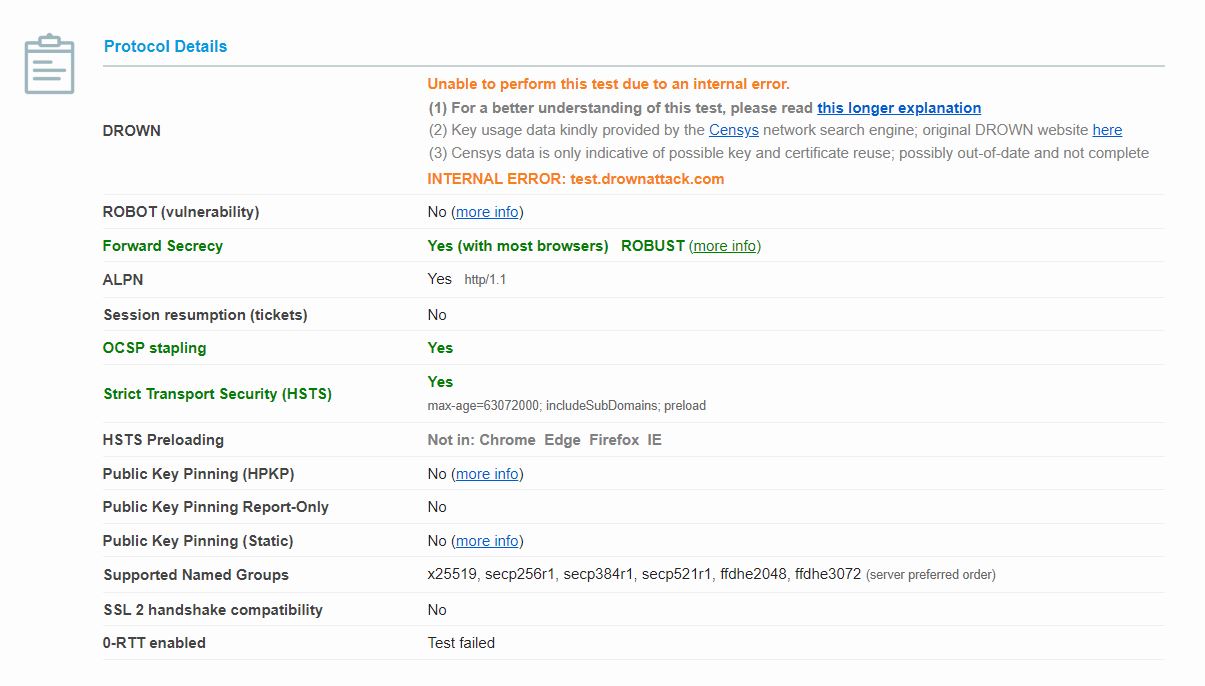 Protocol Details
DROWN
Unable to perform this test due to an internal error.
(1) For a better understanding of this test, please read this longer explanation
(2) Key usage data kindly provided by the Censys network search engine; original DROWN website here
(3) Censys data is only indicative of possible key and certificate reuse; possibly out-of-date and not complete
INTERNAL ERROR: test.drownattack.com
ROBOT (vulnerability) No (more info)
Forward Secrecy Yes (with most browsers) ROBUST (more info)
ALPN Yes http/1.1
Session resumption (tickets) No
OCSP stapling Yes
Strict Transport Security (HSTS) Yes
max-age=63072000; includeSubDomains; preload
HSTS Preloading Not in: Chrome Edge Firefox IE
Public Key Pinning (HPKP) No (more info)
Public Key Pinning Report-Only No
Public Key Pinning (Static) No (more info)
Supported Named Groups x25519, secp256r1, secp384r1, secp521r1, ffdhe2048, ffdhe3072 (server preferred order)
SSL 2 handshake compatibility No
0-RTT enabled Test failed